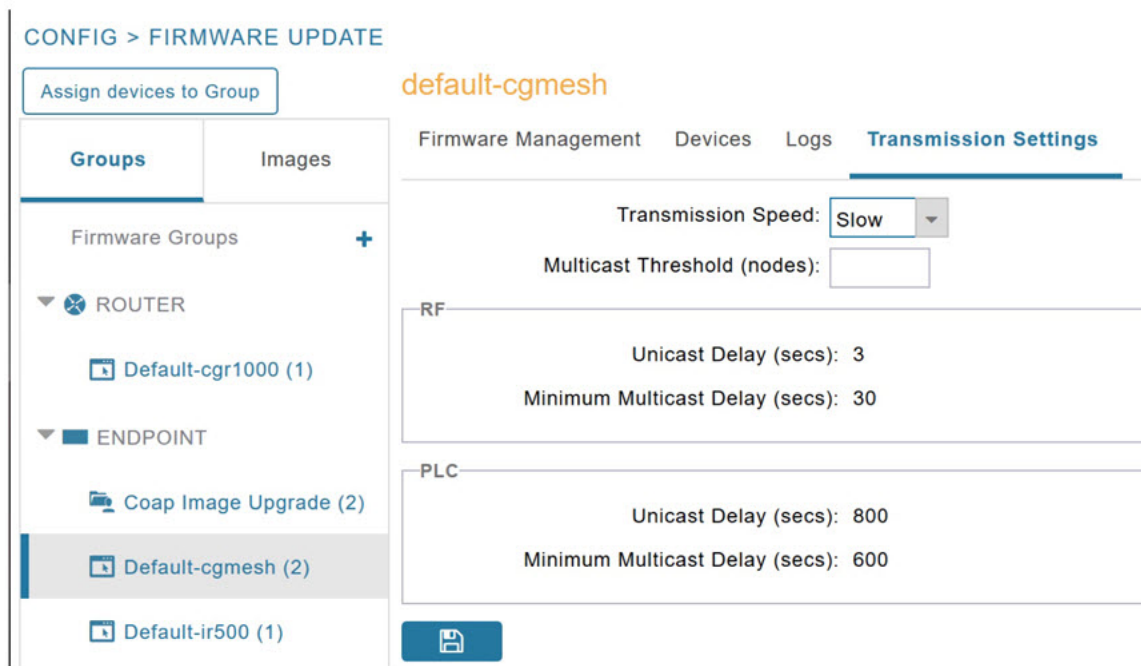 CONFIG > FIRMWARE UPDATE
Assign devices to Group
Groups
Images
Firmware Groups +
ROUTER
Default-cgr1000 (1)
ENDPOINT
Coap Image Upgrade (2)
Default-cgmesh (2)
Default-ir500 (1)
default-cgmesh
Firmware Management
Devices
Logs
Transmission Settings
Transmission Speed: Slow
Multicast Threshold (nodes):
RF
Unicast Delay (secs): 3
Minimum Multicast Delay (secs): 30
PLC
Unicast Delay (secs): 800
Minimum Multicast Delay (secs): 600